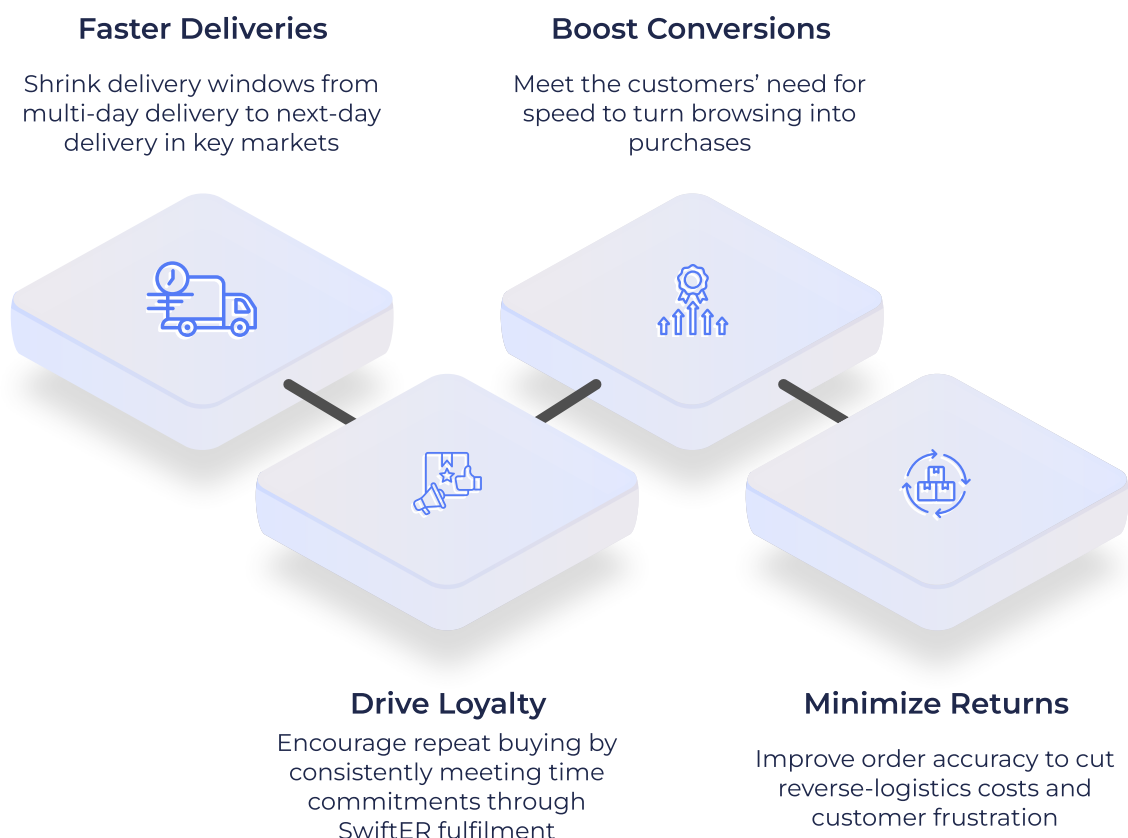 Faster Deliveries
Shrink delivery windows from
multi-day delivery to next-day
delivery in key markets
Boost Conversions
Meet the customers’ need for
speed to turn browsing into
purchases
Drive Loyalty
Encourage repeat buying by
consistently meeting time
commitments through
SwiftER fulfilment
Minimize Returns
Improve order accuracy to cut
reverse-logistics costs and
customer frustration